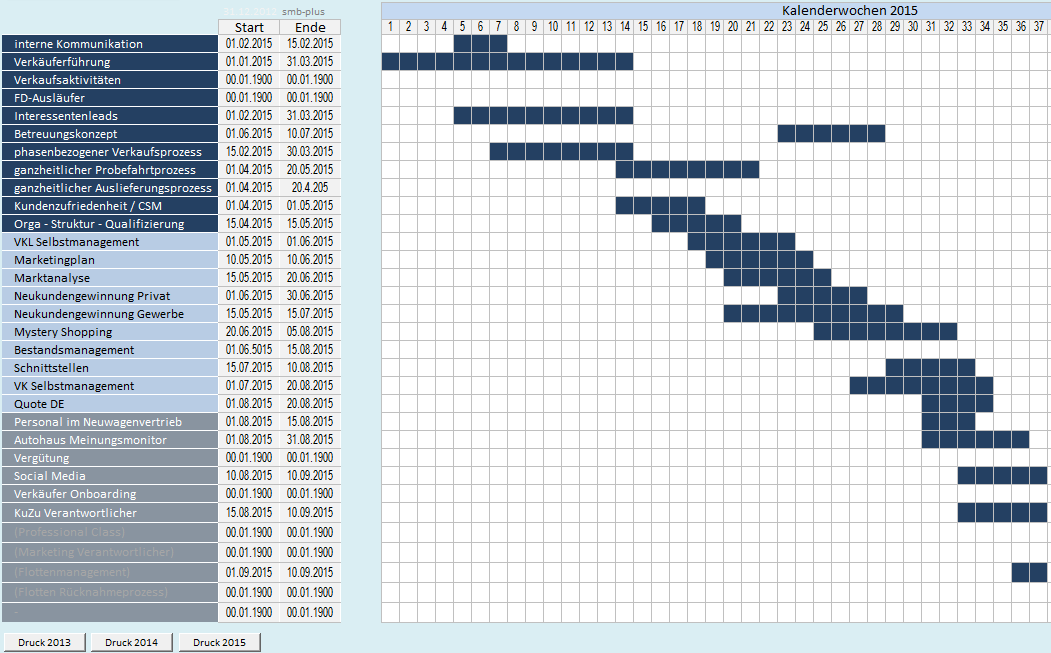 31.12.2012 smb-plus Kalenderwochen 2015
Start Ende 1 2 3 4 5 6 7 8 9 10 11 12 13 14 15 16 17 18 19 20 21 22 23 24 25 26 27 28 29 30 31 32 33 34 35 36 37
interne Kommunikation 01.02.2015 15.02.2015
Verkäuferführung 01.01.2015 31.03.2015
Verkaufsaktivitäten 00.01.1900 00.01.1900
FD-Ausläufer 00.01.1900 00.01.1900
Interessentenleads 01.02.2015 31.03.2015
Betreuungskonzept 01.06.2015 10.07.2015
phasenbezogener Verkaufsprozess 15.02.2015 30.03.2015
ganzheitlicher Probefahrtprozess 01.04.2015 20.05.2015
ganzheitlicher Auslieferungsprozess 01.04.2015 20.4.205
Kundenzufriedenheit / CSM 01.04.2015 01.05.2015
Orga - Struktur - Qualifizierung 15.04.2015 15.05.2015
VKL Selbstmanagement 01.05.2015 01.06.2015
Marketingplan 10.05.2015 10.06.2015
Marktanalyse 15.05.2015 20.06.2015
Neukundengewinnung Privat 01.06.2015 30.06.2015
Neukundengewinnung Gewerbe 15.05.2015 15.07.2015
Mystery Shopping 20.06.2015 05.08.2015
Bestandsmanagement 01.06.5015 15.08.2015
Schnittstellen 15.07.2015 10.08.2015
VK Selbstmanagement 01.07.2015 20.08.2015
Quote DE 01.08.2015 20.08.2015
Personal im Neuwagenvertrieb 01.08.2015 15.08.2015
Autohaus Meinungsmonitor 01.08.2015 31.08.2015
Vergütung 00.01.1900 00.01.1900
Social Media 10.08.2015 10.09.2015
Verkäufer Onboarding 00.01.1900 00.01.1900
KuZu Verantwortlicher 15.08.2015 10.09.2015
(Professional Class) 00.01.1900 00.01.1900
(Marketing Verantwortlicher) 00.01.1900 00.01.1900
(Flottenmanagement) 01.09.2015 10.09.2015
(Flotten Rücknahmeprozess) 00.01.1900 00.01.1900
- 00.01.1900 00.01.1900
Druck 2013 Druck 2014 Druck 2015